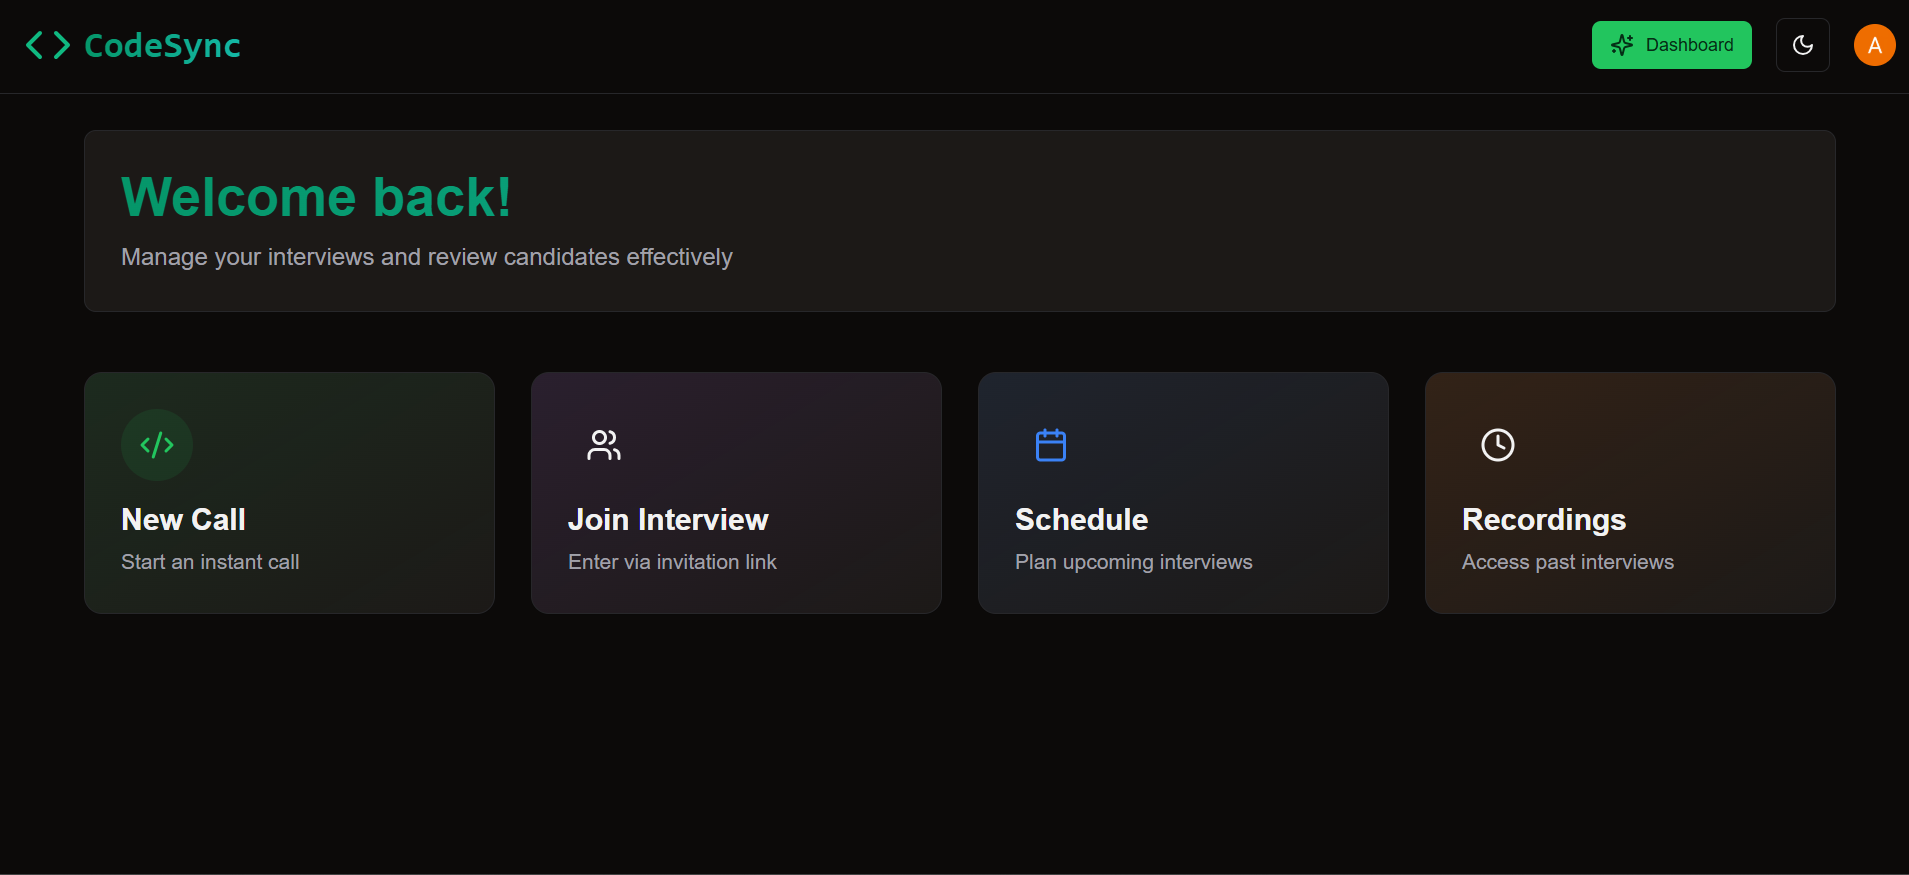 CodeSync
Dashboard
A
Welcome back!
Manage your interviews and review candidates effectively
New Call
Start an instant call
Join Interview
Enter via invitation link
Schedule
Plan upcoming interviews
Recordings
Access past interviews